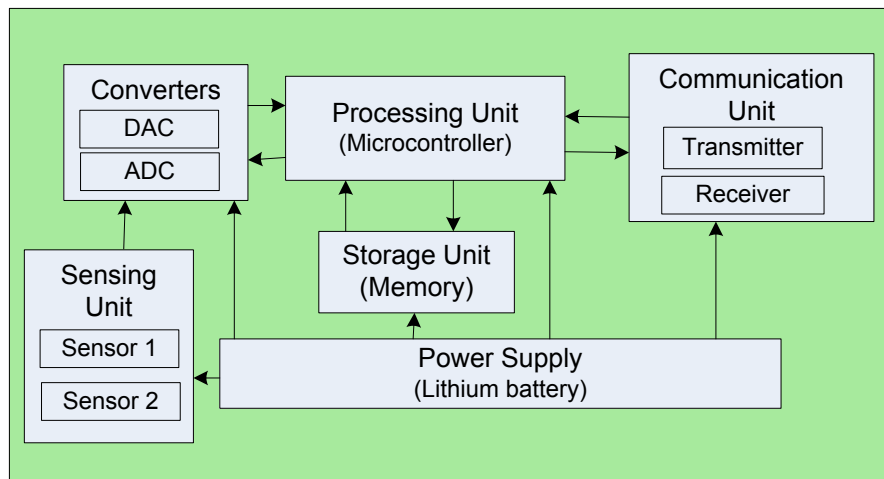 Converters
DAC
ADC
Processing Unit
(Microcontroller)
Communication
Unit
Transmitter
Receiver
Sensing
Unit
Sensor 1
Sensor 2
Storage Unit
(Memory)
Power Supply
(Lithium battery)